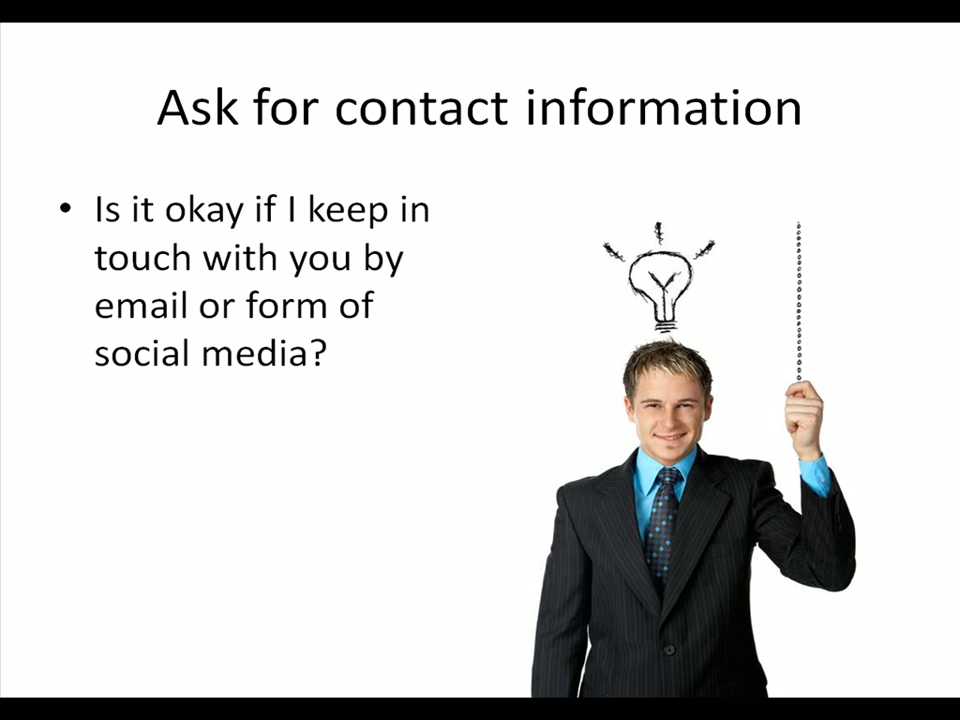 Ask for contact information
• Is it okay if I keep in
touch with you by
email or form of
social media?